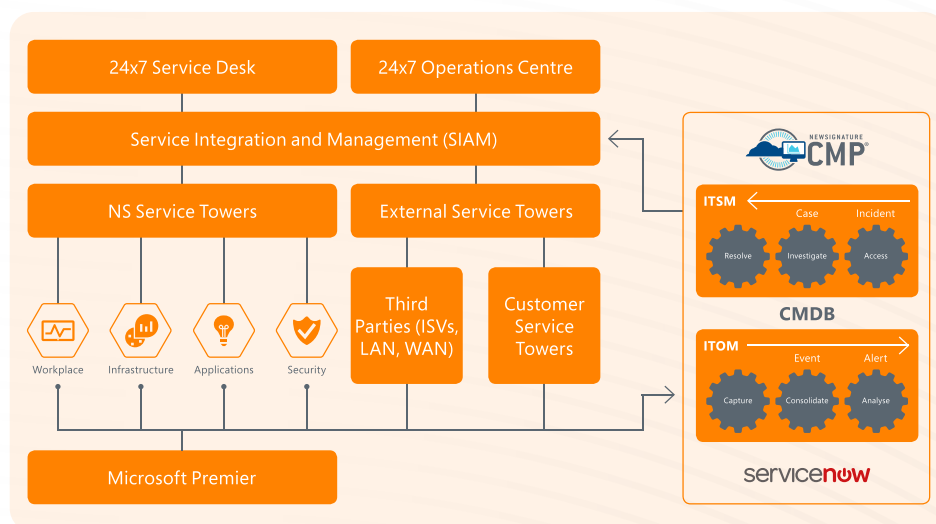 24x7 Service Desk
24x7 Operations Centre
Service Integration and Management (SIAM)
NS Service Towers
External Service Towers
Third
Parties (ISVs,
LAN, WAN)
Customer
Service
Towers
Workplace
Infrastructure
Applications
Security
Microsoft Premier
NEWSIGNATURE
CMP®
ITSM
Case
Incident
Resolve
Investigate
Access
CMDB
ITOM
Event
Alert
Capture
Consolidate
Analyse
servicenow